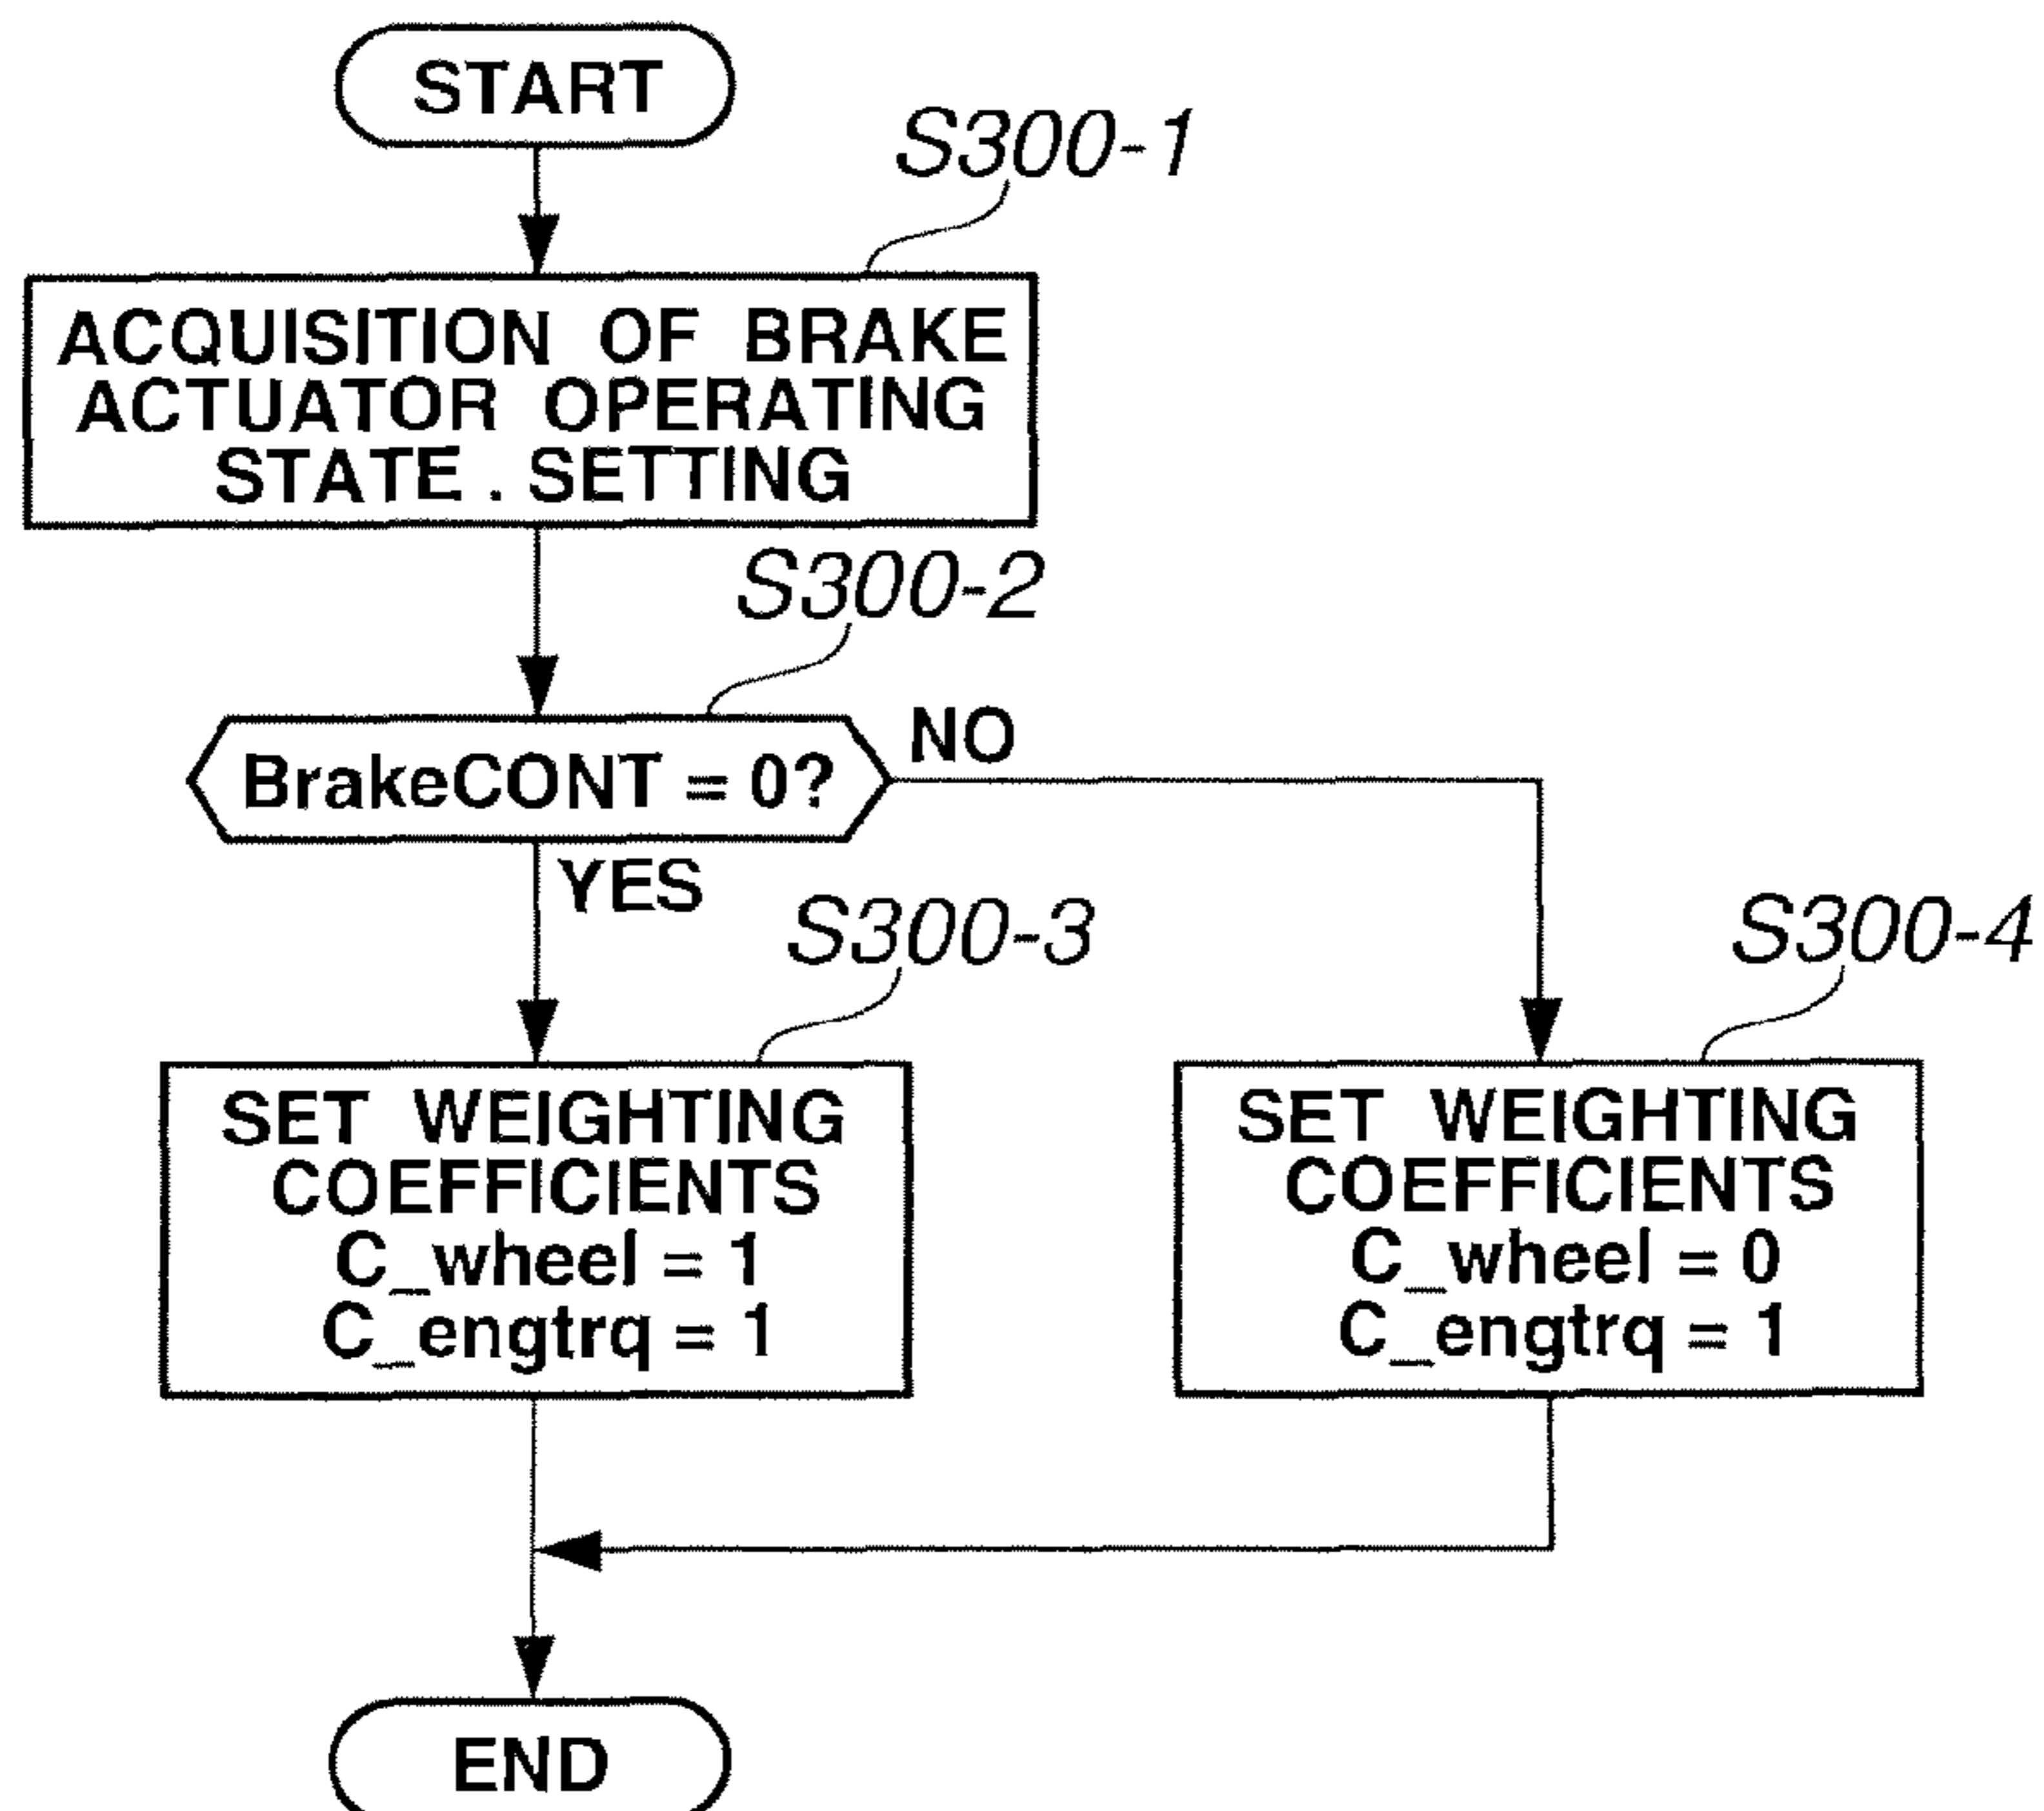 START
S300-1
ACQUISITION OF BRAKE
ACTUATOR OPERATING
STATE . SETTING
S300-2
BrakeCONT = 0?
NO
YES
S300-3
S300-4
SET WEIGHTING
COEFFICIENTS
C_wheel = 1
C_engtrq = 1
SET WEIGHTING
COEFFICIENTS
C_wheel = 0
C_engtrq = 1
END